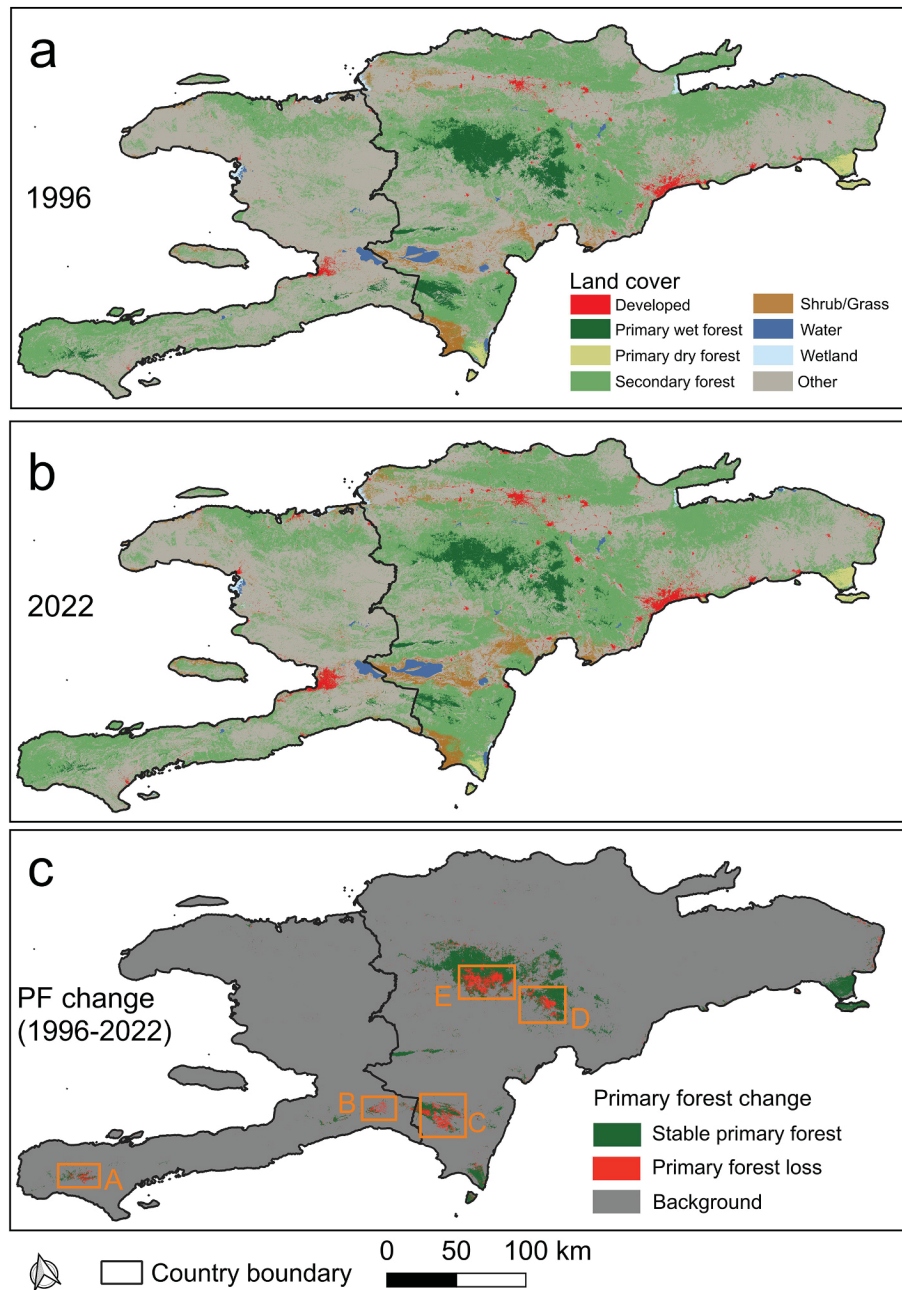 a
1996
Land cover
Developed
Primary wet forest
Primary dry forest
Secondary forest
Shrub/Grass
Water
Wetland
Other
b
2022
c
PF change
(1996-2022)
E
D
B
C
A
Primary forest change
Stable primary forest
Primary forest loss
Background
Country boundary
0 50 100 km